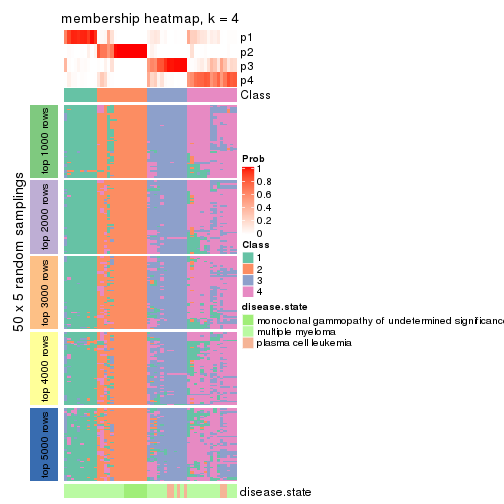 membership heatmap, k = 4
p1
p2
p3
p4
Class
50 x 5 random samplings
top 1000 rows
top 2000 rows
top 3000 rows
top 4000 rows
top 5000 rows
Prob
1
0.8
0.6
0.4
0.2
0
Class
1
2
3
4
disease.state
monoclonal gammopathy of undetermined significance
multiple myeloma
plasma cell leukemia
disease.state